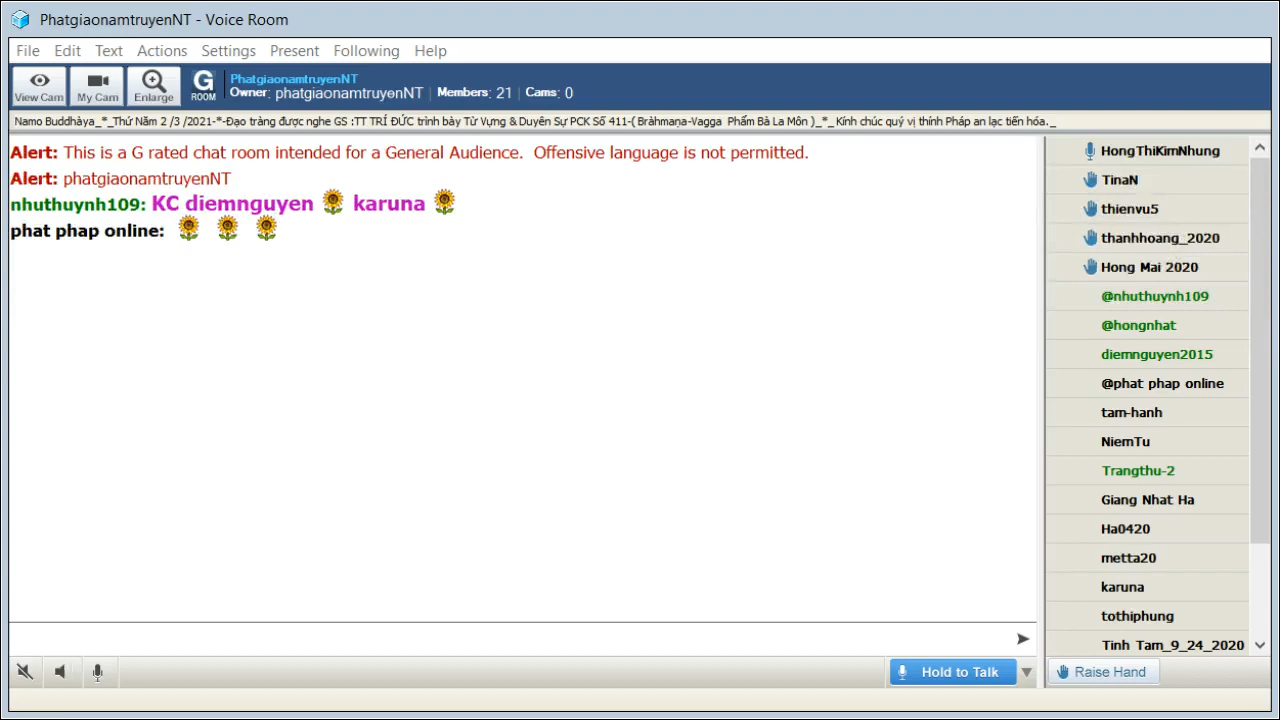 PhatgiaonamtruyenNT - Voice Room
File Edit Text Actions Settings Present Following Help
View Cam My Cam Enlarge G ROOM
PhatgiaonamtruyenNT
Owner: phatgiaonamtruyenNT | Members: 21 | Cams: 0
Namo Buddhàya_*_Thứ Năm 2 /3 /2021-*-Đạo tràng được nghe GS :TT TRÍ ĐỨC trình bày Từ Vựng & Duyên Sự PCK Số 411-( Bràhmaṇa-Vagga Phẩm Bà La Môn )_*_ Kính chúc quý vị thính Pháp an lạc tiến hóa._
Alert: This is a G rated chat room intended for a General Audience. Offensive language is not permitted.
Alert: phatgiaonamtruyenNT
nhuthuynh109: KC diemnguyen karuna
phat phap online:
HongThiKimNhung
TinaN
thienvu5
thanhhoang_2020
Hong Mai 2020
@nhuthuynh109
@hongnhat
diemnguyen2015
@phat phap online
tam-hanh
NiemTu
Trangthu-2
Giang Nhat Ha
Ha0420
metta20
karuna
tothiphung
Tinh Tam_9_24_2020
Hold to Talk
Raise Hand